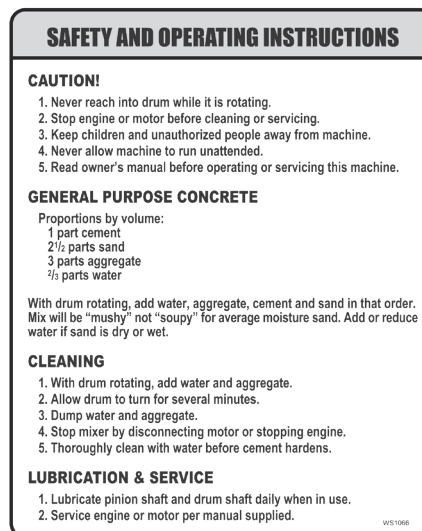 SAFETY AND OPERATING INSTRUCTIONS
CAUTION!
1. Never reach into drum while it is rotating.
2. Stop engine or motor before cleaning or servicing.
3. Keep children and unauthorized people away from machine.
4. Never allow machine to run unattended.
5. Read owner's manual before operating or servicing this machine.
GENERAL PURPOSE CONCRETE
Proportions by volume:
1 part cement
2 1/2 parts sand
3 parts aggregate
2/3 parts water
With drum rotating, add water, aggregate, cement and sand in that order.
Mix will be “mushy” not “soupy” for average moisture sand. Add or reduce
water if sand is dry or wet.
CLEANING
1. With drum rotating, add water and aggregate.
2. Allow drum to turn for several minutes.
3. Dump water and aggregate.
4. Stop mixer by disconnecting motor or stopping engine.
5. Thoroughly clean with water before cement hardens.
LUBRICATION & SERVICE
1. Lubricate pinion shaft and drum shaft daily when in use.
2. Service engine or motor per manual supplied.
WS1066